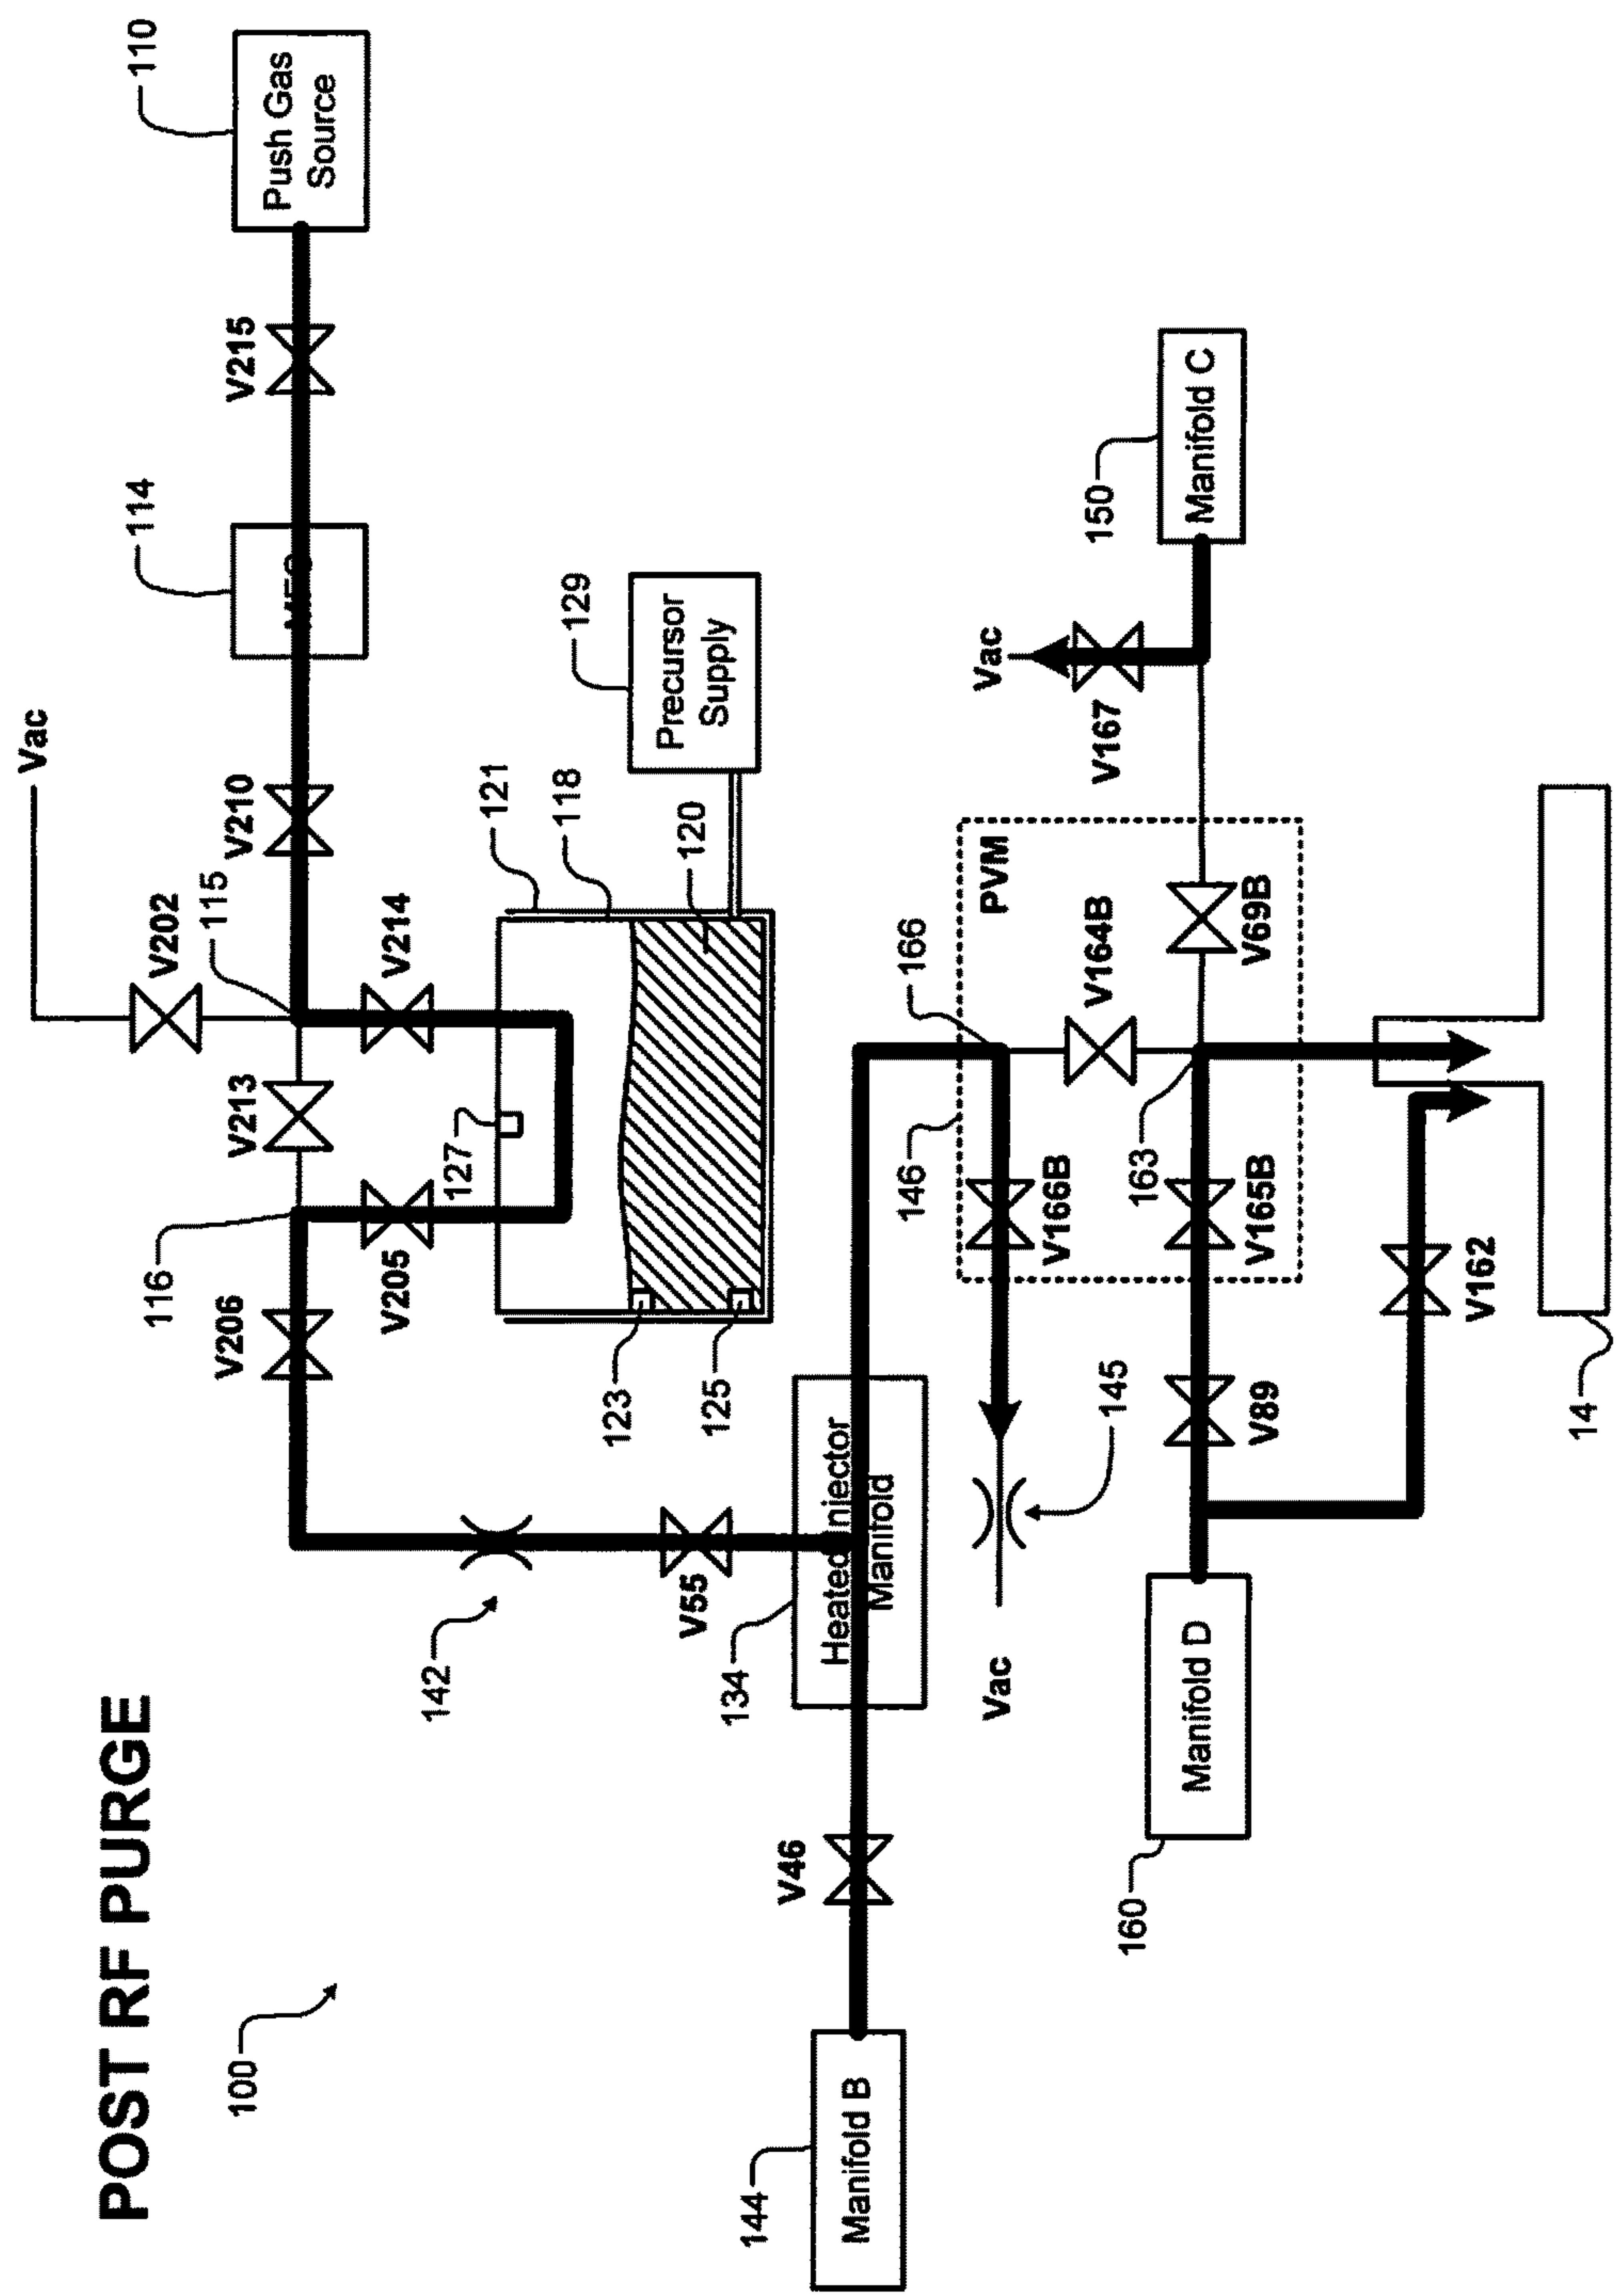 POST RF PURGE
100
Vac
V202
110
Push Gas
Source
V215
114
V210
115
V213
116
V206
V214
V205
127
121
118
120
129
Precursor
Supply
123
125
142
V55
134
Heated Injector
Manifold
V46
144
Manifold B
146
166
PVM
V164B
V166B
V69B
163
V165B
145
Vac
Vac
V167
150
Manifold C
V89
V162
160
Manifold D
14